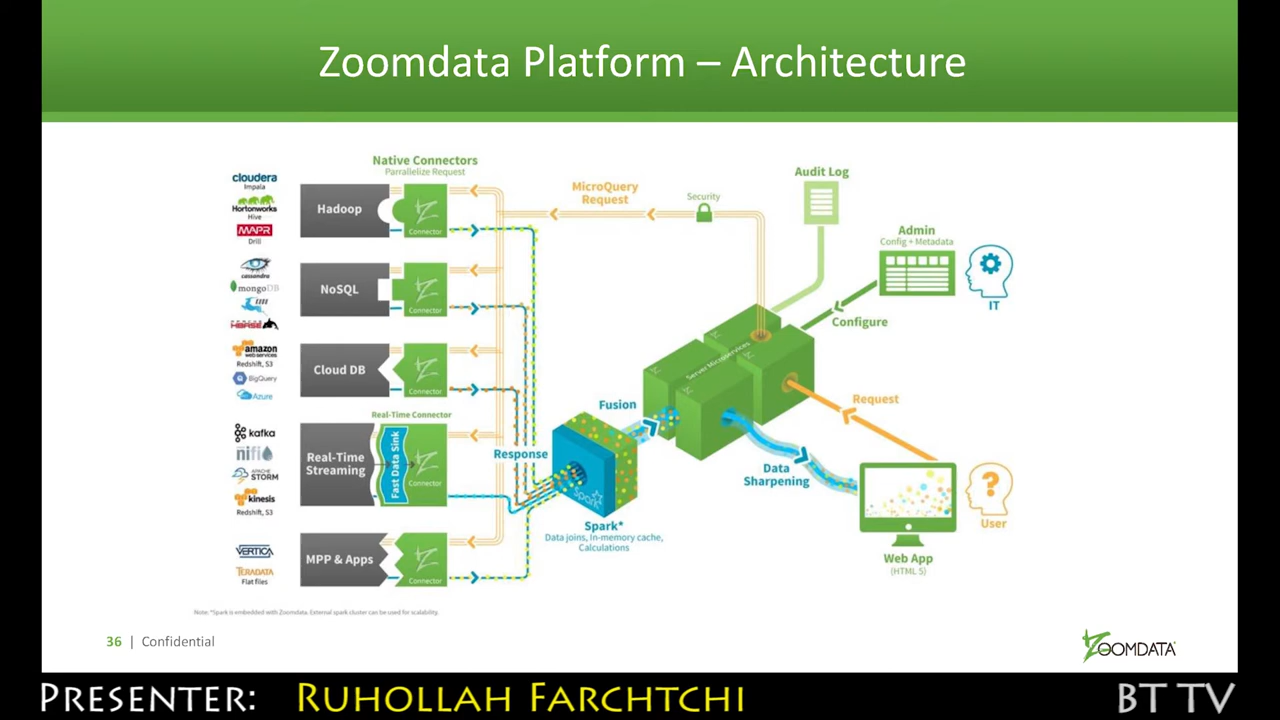 Zoomdata Platform – Architecture
Native Connectors
Parrallelize Request
cloudera
Impala
Hortonworks
Hive
MAPR
Drill
Hadoop
Connector
MicroQuery
Request
Security
Audit Log
Admin
Config + Metadata
IT
Configure
cassandra
mongoDB
HBASE
NoSQL
Connector
Server Microservices
amazon
web services
Redshift, S3
BigQuery
Azure
Cloud DB
Connector
Real-Time Connector
kafka
nifi
APACHE
STORM
kinesis
Redshift, S3
Real-Time
Streaming
Fast Data Sink
Connector
Response
Fusion
Spark
Spark*
Data joins, In-memory cache,
Calculations
Data
Sharpening
Request
User
Web App
(HTML 5)
VERTICA
TERADATA
Flat files
MPP & Apps
Connector
Note: *Spark is embedded with Zoomdata. External spark cluster can be used for scalability.
36 | Confidential
ZOOMDATA
PRESENTER: RUHOLLAH FARCHTCHI
BT TV